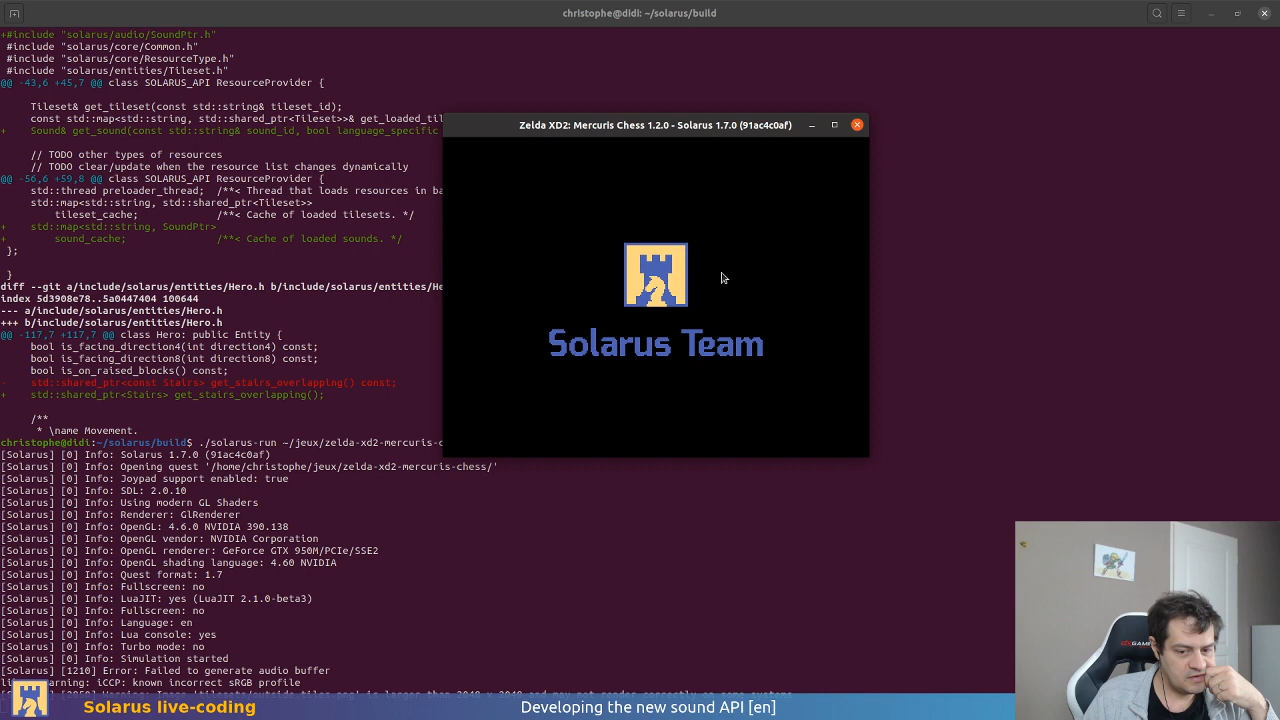 christophe@didi: ~/solarus/build
+#include "solarus/audio/SoundPtr.h"
#include "solarus/core/Common.h"
#include "solarus/core/ResourceType.h"
#include "solarus/entities/Tileset.h"
@@ -43,6 +45,7 @@ class SOLARUS_API ResourceProvider {
Tileset& get_tileset(const std::string& tileset_id);
const std::map<std::string, std::shared_ptr<Tileset>>& get_loaded_til
+ Sound& get_sound(const std::string& sound_id, bool language_specific
// TODO other types of resources
// TODO clear/update when the resource list changes dynamically
@@ -56,6 +59,8 @@ class SOLARUS_API ResourceProvider {
std::thread preloader_thread; /**< Thread that loads resources in ba
std::map<std::string, std::shared_ptr<Tileset>>
tileset_cache; /**< Cache of loaded tilesets. */
+ std::map<std::string, SoundPtr>
+ sound_cache; /**< Cache of loaded sounds. */
};
}
diff --git a/include/solarus/entities/Hero.h b/include/solarus/entities/He
index 5d3908e78..5a0447404 100644
--- a/include/solarus/entities/Hero.h
+++ b/include/solarus/entities/Hero.h
@@ -117,7 +117,7 @@ class Hero: public Entity {
bool is_facing_direction4(int direction4) const;
bool is_facing_direction8(int direction8) const;
bool is_on_raised_blocks() const;
- std::shared_ptr<const Stairs> get_stairs_overlapping() const;
+ std::shared_ptr<Stairs> get_stairs_overlapping();
/**
* \name Movement.
christophe@didi:~/solarus/build$ ./solarus-run ~/jeux/zelda-xd2-mercuris-c
[Solarus] [0] Info: Solarus 1.7.0 (91ac4c0af)
[Solarus] [0] Info: Opening quest '/home/christophe/jeux/zelda-xd2-mercuris-chess/'
[Solarus] [0] Info: Joypad support enabled: true
[Solarus] [0] Info: SDL: 2.0.10
[Solarus] [0] Info: Using modern GL Shaders
[Solarus] [0] Info: Renderer: GlRenderer
[Solarus] [0] Info: OpenGL: 4.6.0 NVIDIA 390.138
[Solarus] [0] Info: OpenGL vendor: NVIDIA Corporation
[Solarus] [0] Info: OpenGL renderer: GeForce GTX 950M/PCIe/SSE2
[Solarus] [0] Info: OpenGL shading language: 4.60 NVIDIA
[Solarus] [0] Info: Quest format: 1.7
[Solarus] [0] Info: Fullscreen: no
[Solarus] [0] Info: LuaJIT: yes (LuaJIT 2.1.0-beta3)
[Solarus] [0] Info: Fullscreen: no
[Solarus] [0] Info: Language: en
[Solarus] [0] Info: Lua console: yes
[Solarus] [0] Info: Turbo mode: no
[Solarus] [0] Info: Simulation started
[Solarus] [1210] Error: Failed to generate audio buffer
arning: iCCP: known incorrect sRGB profile
Zelda XD2: Mercuris Chess 1.2.0 - Solarus 1.7.0 (91ac4c0af)
Solarus Team
Solarus live-coding
Developing the new sound API [en]